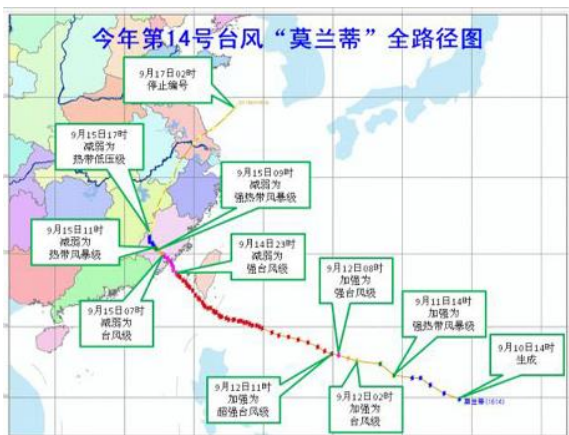 今年第14号台风“莫兰蒂”全路径图
9月17日02时
停止编号
9月15日17时
减弱为
热带低压级
9月15日09时
减弱为
强热带风暴级
9月15日11时
减弱为
热带风暴级
9月14日23时
减弱为
强台风级
9月15日07时
减弱为
台风级
9月12日08时
加强为
强台风级
9月11日14时
加强为
强热带风暴级
9月10日14时
生成
9月12日11时
加强为
超强台风级
9月12日02时
加强为
台风级
莫兰蒂(1614)